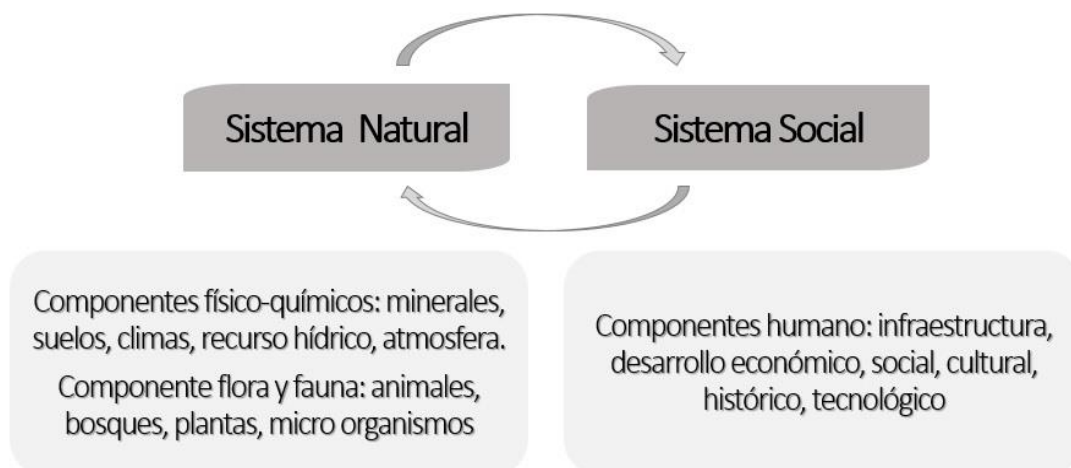 Sistema Natural
Sistema Social
Componentes físico-químicos: minerales,
suelos, climas, recurso hídrico, atmosfera.
Componente flora y fauna: animales,
bosques, plantas, micro organismos
Componentes humano: infraestructura,
desarrollo económico, social, cultural,
histórico, tecnológico